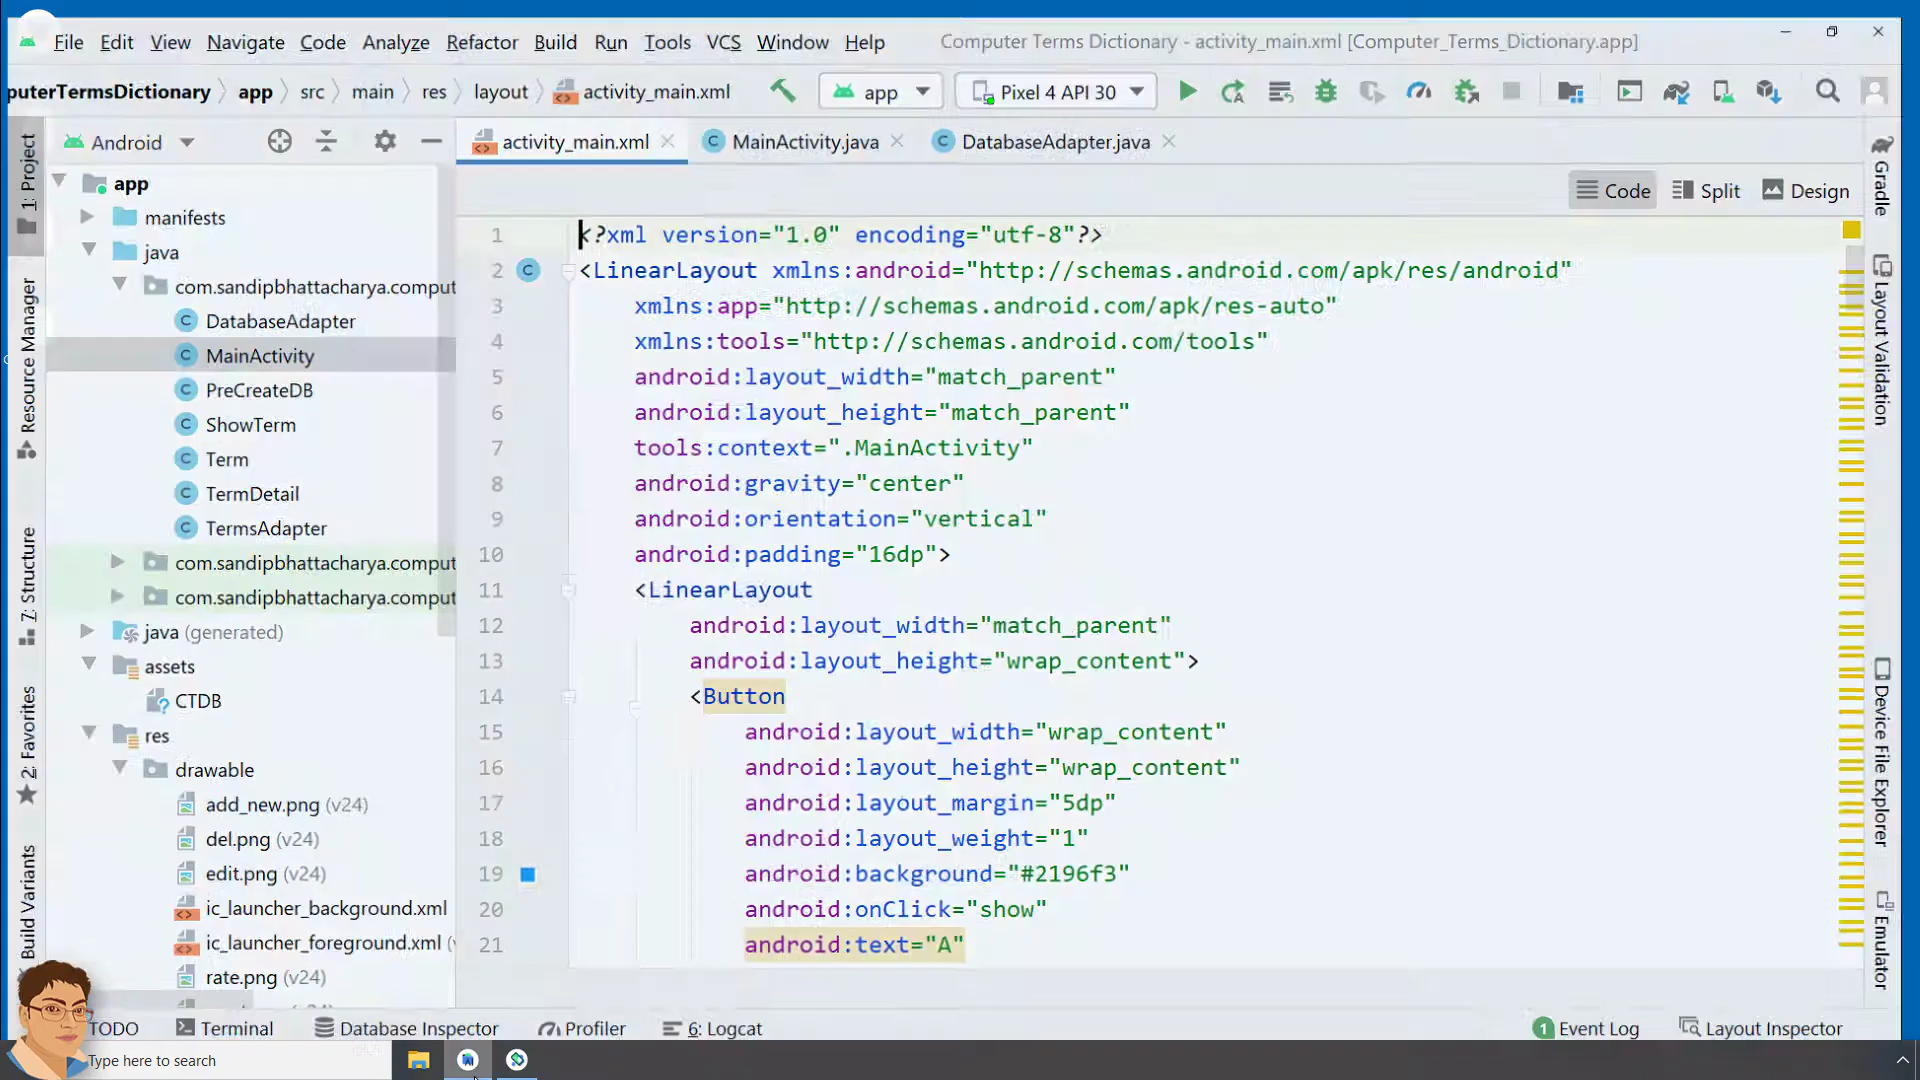 File Edit View Navigate Code Analyze Refactor Build Run Tools VCS Window Help Computer Terms Dictionary - activity_main.xml [Computer_Terms_Dictionary.app]
puterTermsDictionary app src main res layout activity_main.xml app Pixel 4 API 30
Android activity_main.xml MainActivity.java DatabaseAdapter.java
Code Split Design
1: Project
Resource Manager
7: Structure
2: Favorites
Build Variants
app
manifests
java
com.sandipbhattacharya.comput
DatabaseAdapter
MainActivity
PreCreateDB
ShowTerm
Term
TermDetail
TermsAdapter
com.sandipbhattacharya.comput
com.sandipbhattacharya.comput
java (generated)
assets
CTDB
res
drawable
add_new.png (v24)
del.png (v24)
edit.png (v24)
ic_launcher_background.xml
ic_launcher_foreground.xml (
rate.png (v24)
1 <?xml version="1.0" encoding="utf-8"?>
2 <LinearLayout xmlns:android="http://schemas.android.com/apk/res/android"
3 xmlns:app="http://schemas.android.com/apk/res-auto"
4 xmlns:tools="http://schemas.android.com/tools"
5 android:layout_width="match_parent"
6 android:layout_height="match_parent"
7 tools:context=".MainActivity"
8 android:gravity="center"
9 android:orientation="vertical"
10 android:padding="16dp">
11 <LinearLayout
12 android:layout_width="match_parent"
13 android:layout_height="wrap_content">
14 <Button
15 android:layout_width="wrap_content"
16 android:layout_height="wrap_content"
17 android:layout_margin="5dp"
18 android:layout_weight="1"
19 android:background="#2196f3"
20 android:onClick="show"
21 android:text="A"
Gradle
Layout Validation
Device File Explorer
Emulator
TODO Terminal Database Inspector Profiler 6: Logcat 1 Event Log Layout Inspector
Type here to search